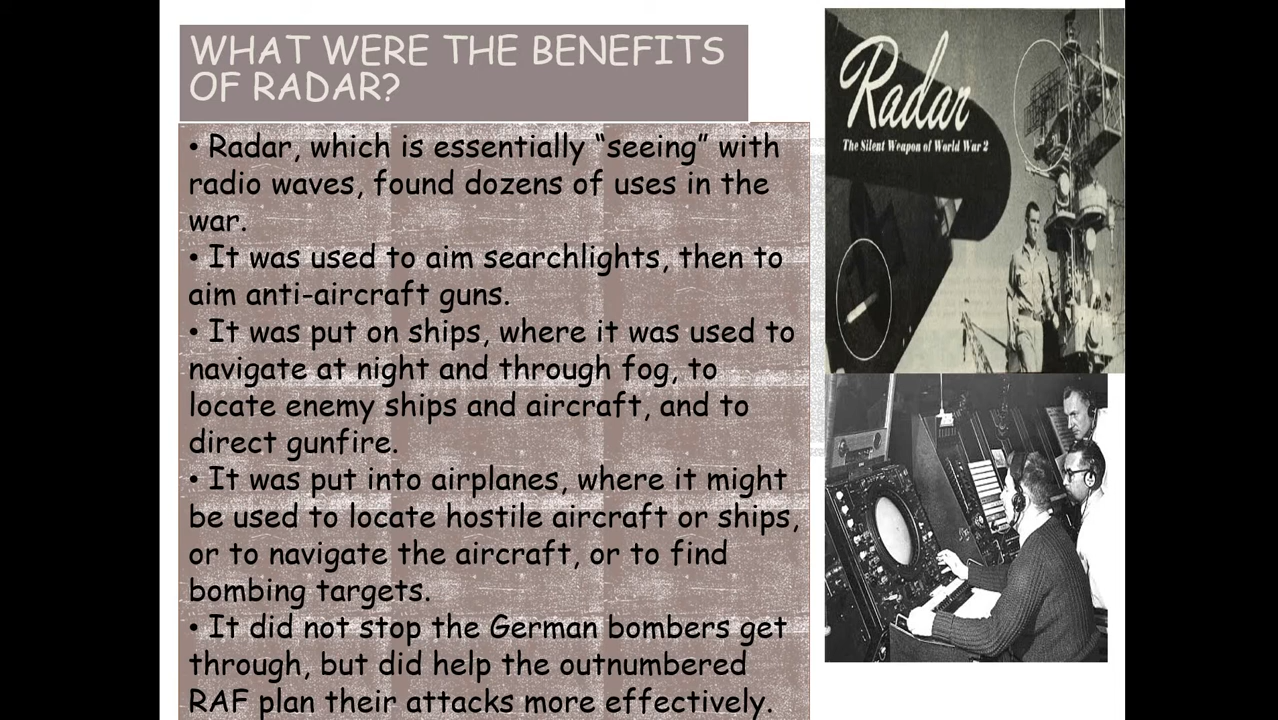 WHAT WERE THE BENEFITS
OF RADAR?
• Radar, which is essentially “seeing” with
radio waves, found dozens of uses in the
war.
• It was used to aim searchlights, then to
aim anti-aircraft guns.
• It was put on ships, where it was used to
navigate at night and through fog, to
locate enemy ships and aircraft, and to
direct gunfire.
• It was put into airplanes, where it might
be used to locate hostile aircraft or ships,
or to navigate the aircraft, or to find
bombing targets.
• It did not stop the German bombers get
through, but did help the outnumbered
RAF plan their attacks more effectively.
Radar
The Silent Weapon of World War 2